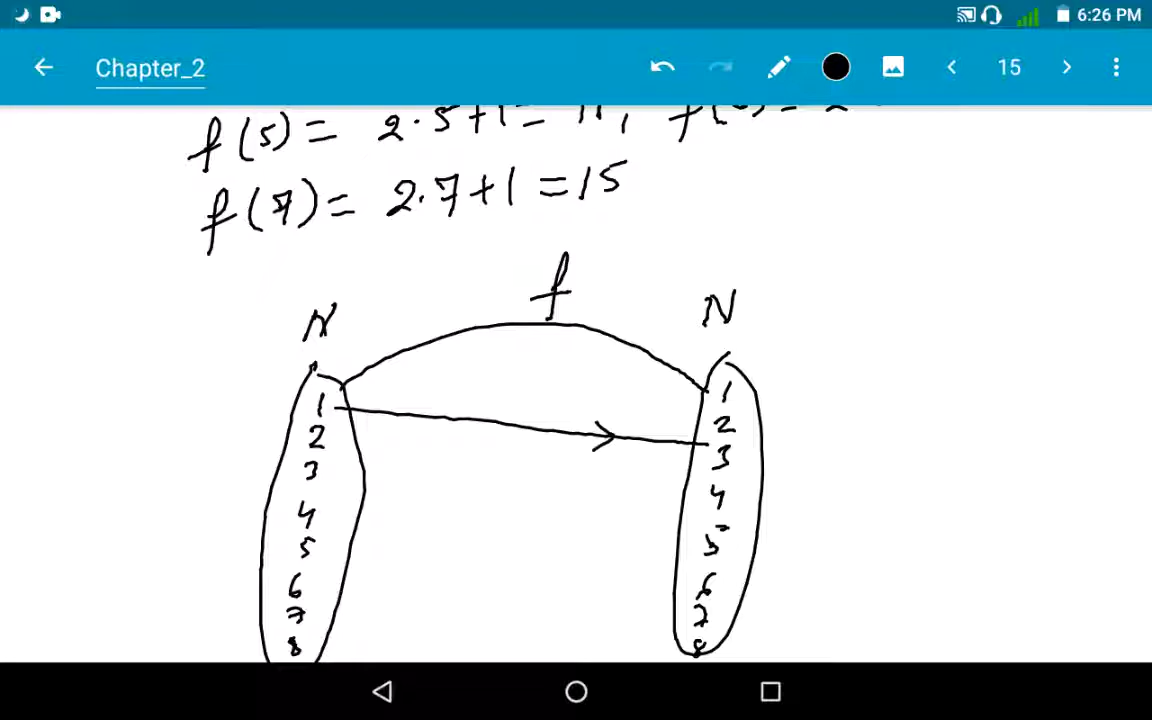 6:26 PM
Chapter_2
15
f(5) = 2·5+1 = 11,
f(7) = 2·7+1 = 15
f
N N
1 1
2 2
3 3
4 4
5 5
6 6
7 7
8 8